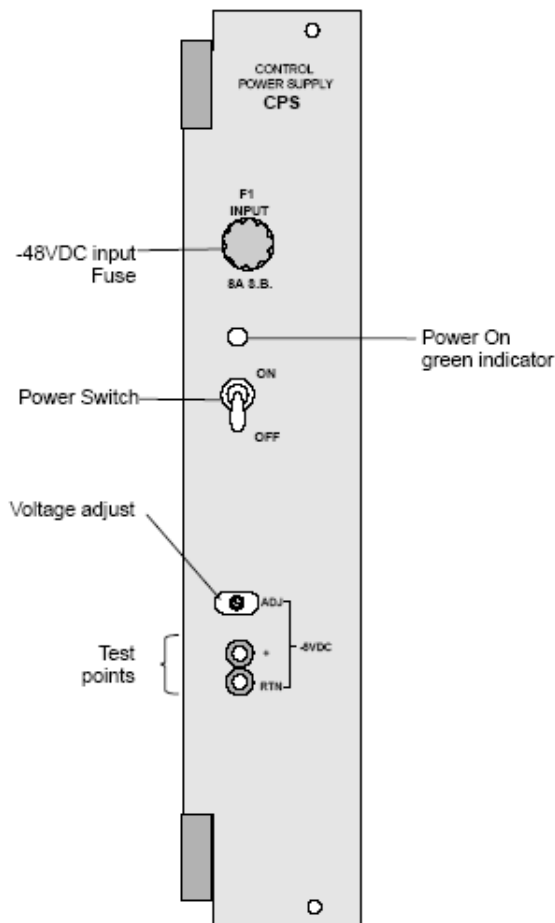 CONTROL
POWER SUPPLY
CPS
F1
INPUT
-48VDC input
Fuse
8A S.B.
Power On
green indicator
ON
Power Switch
OFF
Voltage adjust
ADJ
Test
points
+
-5VDC
RTN